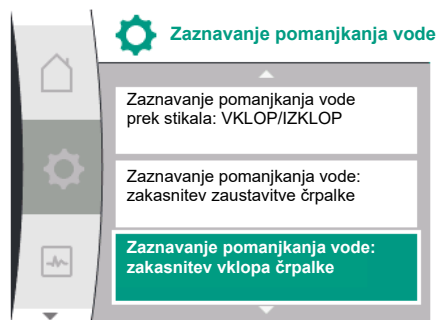 Zaznavanje pomanjkanja vode
Zaznavanje pomanjkanja vode
prek stikala: VKLOP/IZKLOP
Zaznavanje pomanjkanja vode:
zakasnitev zaustavitve črpalke
Zaznavanje pomanjkanja vode:
zakasnitev vklopa črpalke